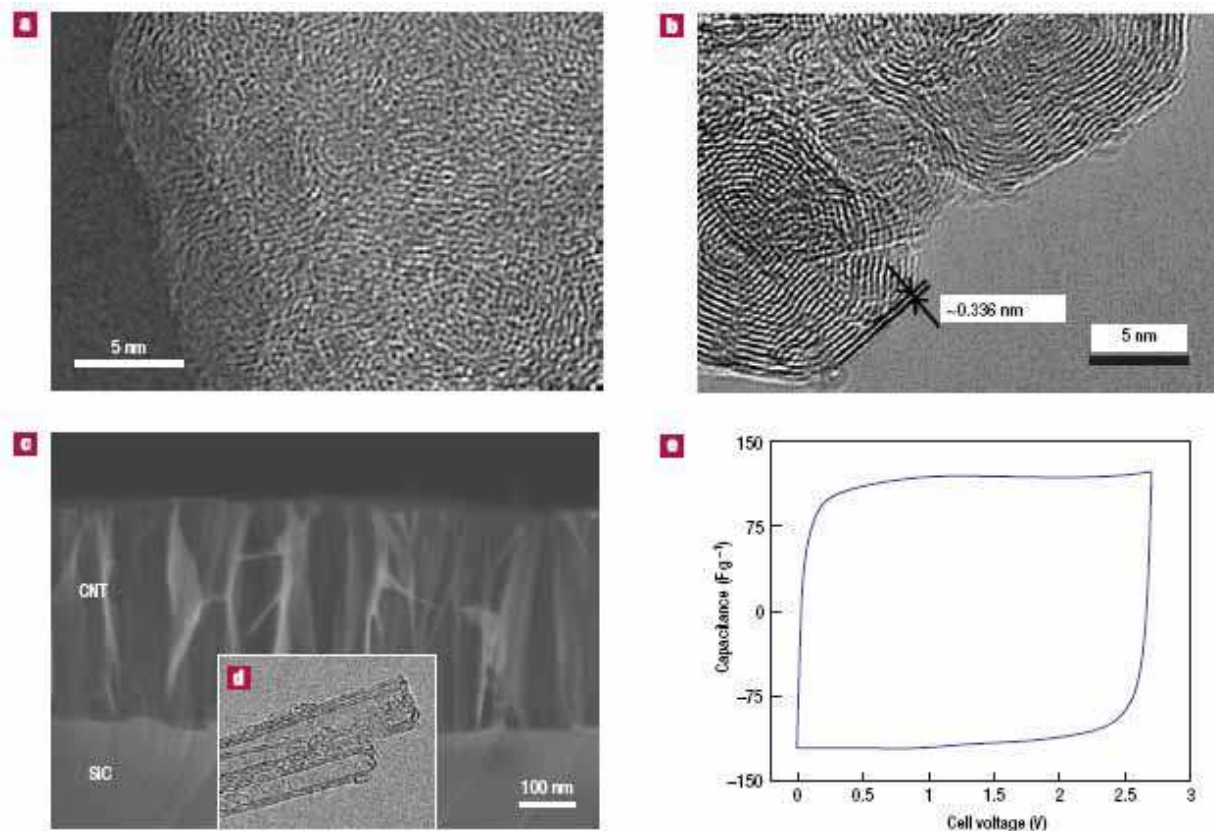 a
5 nm
b
~0.336 nm
5 nm
c
CNT
SiC
d
100 nm
e
150
75
0
−75
−150
Capacitance (Fg⁻¹)
0 0.5 1 1.5 2 2.5 3
Cell voltage (V)